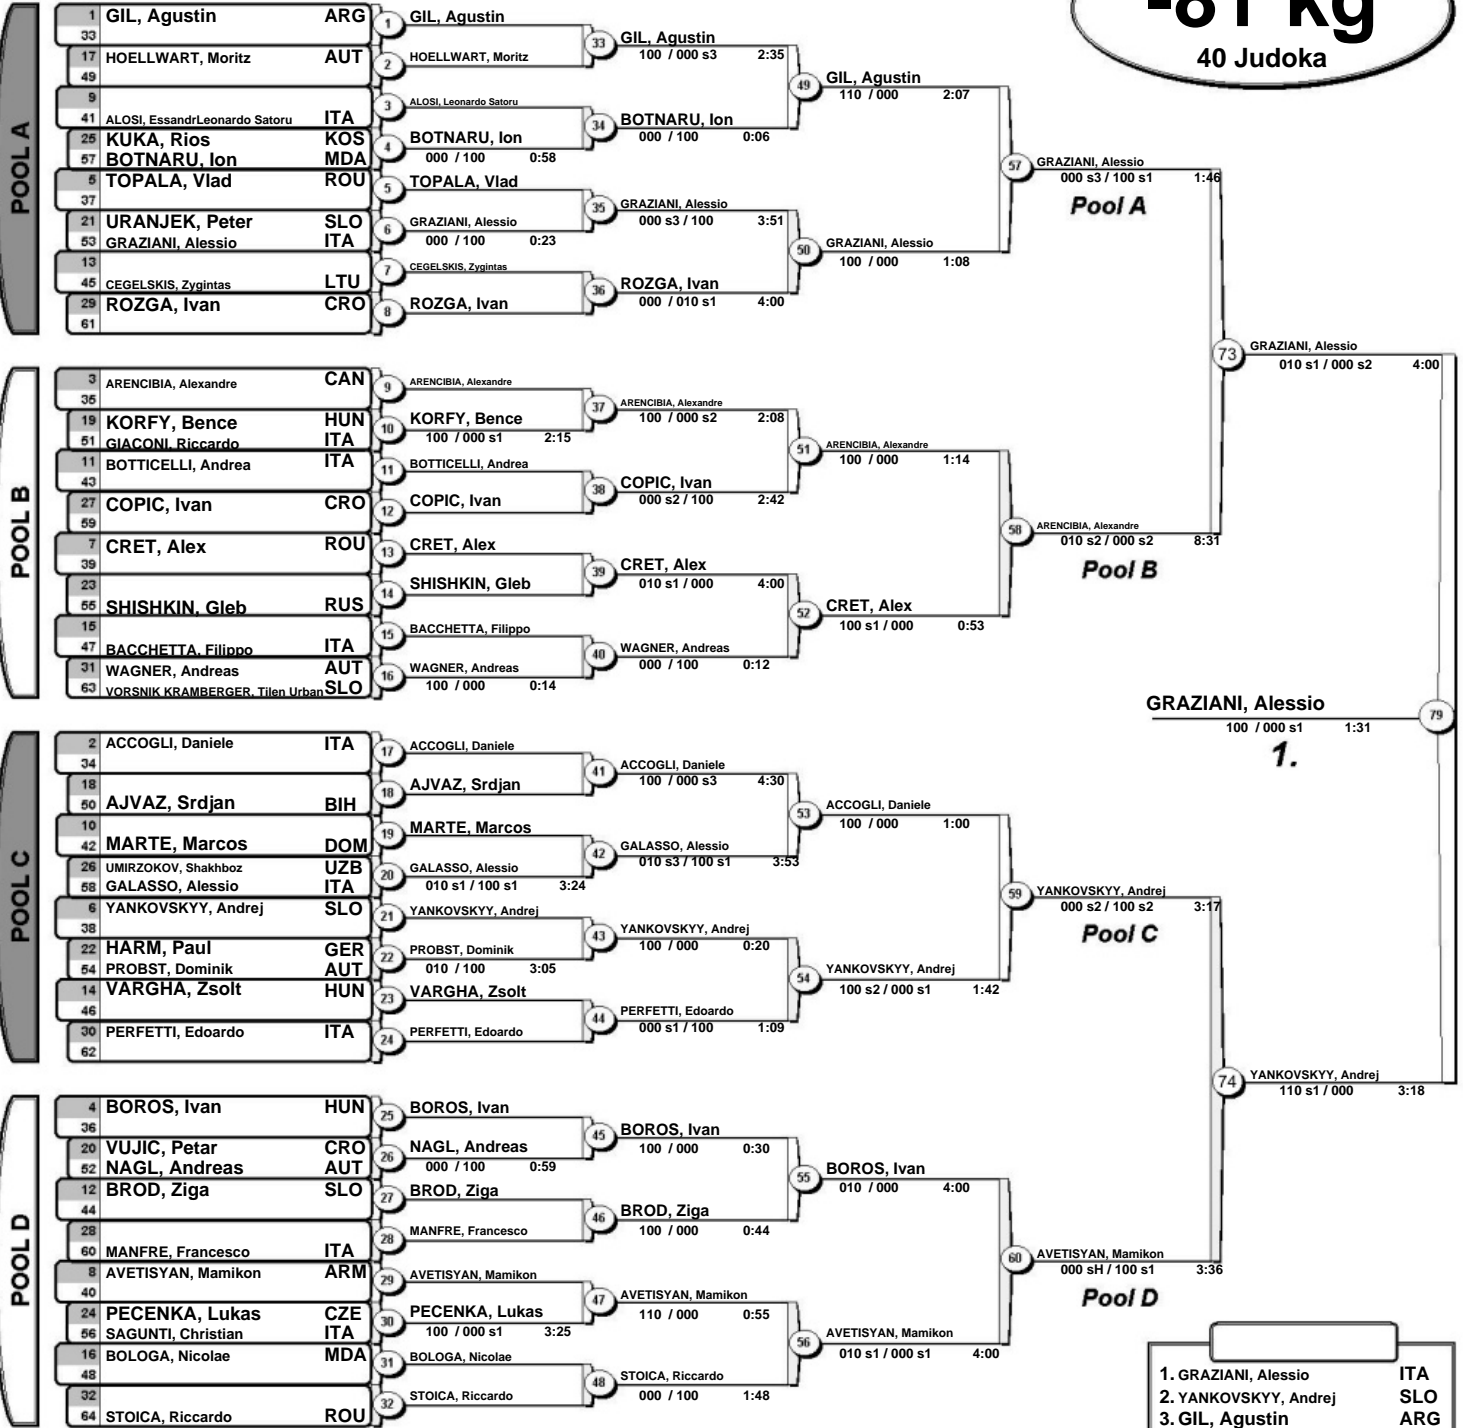 -81 kg
40 Judoka
POOL A
1 GIL, Agustin ARG
33
17 HOELLWART, Moritz AUT
49
9
41 ALOSI, EssandrLeonardo Satoru ITA
25 KUKA, Rios KOS
57 BOTNARU, Ion MDA
5 TOPALA, Vlad ROU
37
21 URANJEK, Peter SLO
53 GRAZIANI, Alessio ITA
13
45 CEGELSKIS, Zygintas LTU
29 ROZGA, Ivan CRO
61
1 GIL, Agustin
2 HOELLWART, Moritz
3 ALOSI, Leonardo Satoru
4 BOTNARU, Ion
000 / 100 0:58
5 TOPALA, Vlad
6 GRAZIANI, Alessio
000 / 100 0:23
7 CEGELSKIS, Zygintas
8 ROZGA, Ivan
33 GIL, Agustin
100 / 000 s3 2:35
34 BOTNARU, Ion
000 / 100 0:06
35 GRAZIANI, Alessio
000 s3 / 100 3:51
36 ROZGA, Ivan
000 / 010 s1 4:00
49 GIL, Agustin
110 / 000 2:07
50 GRAZIANI, Alessio
100 / 000 1:08
57 GRAZIANI, Alessio
000 s3 / 100 s1 1:46
Pool A
POOL B
3 ARENCIBIA, Alexandre CAN
35
19 KORFY, Bence HUN
51 GIACONI, Riccardo ITA
11 BOTTICELLI, Andrea ITA
43
27 COPIC, Ivan CRO
59
7 CRET, Alex ROU
39
23
55 SHISHKIN, Gleb RUS
15
47 BACCHETTA, Filippo ITA
31 WAGNER, Andreas AUT
63 VORSNIK KRAMBERGER, Tilen Urban SLO
9 ARENCIBIA, Alexandre
10 KORFY, Bence
100 / 000 s1 2:15
11 BOTTICELLI, Andrea
12 COPIC, Ivan
13 CRET, Alex
14 SHISHKIN, Gleb
15 BACCHETTA, Filippo
16 WAGNER, Andreas
100 / 000 0:14
37 ARENCIBIA, Alexandre
100 / 000 s2 2:08
38 COPIC, Ivan
000 s2 / 100 2:42
39 CRET, Alex
010 s1 / 000 4:00
40 WAGNER, Andreas
000 / 100 0:12
51 ARENCIBIA, Alexandre
100 / 000 1:14
52 CRET, Alex
100 s1 / 000 0:53
58 ARENCIBIA, Alexandre
010 s2 / 000 s2 8:31
Pool B
73 GRAZIANI, Alessio
010 s1 / 000 s2 4:00
GRAZIANI, Alessio 79
100 / 000 s1 1:31
1.
POOL C
2 ACCOGLI, Daniele ITA
34
18
50 AJVAZ, Srdjan BIH
10
42 MARTE, Marcos DOM
26 UMIRZOKOV, Shakhboz UZB
58 GALASSO, Alessio ITA
6 YANKOVSKYY, Andrej SLO
38
22 HARM, Paul GER
54 PROBST, Dominik AUT
14 VARGHA, Zsolt HUN
46
30 PERFETTI, Edoardo ITA
62
17 ACCOGLI, Daniele
18 AJVAZ, Srdjan
19 MARTE, Marcos
20 GALASSO, Alessio
010 s1 / 100 s1 3:24
21 YANKOVSKYY, Andrej
22 PROBST, Dominik
010 / 100 3:05
23 VARGHA, Zsolt
24 PERFETTI, Edoardo
41 ACCOGLI, Daniele
100 / 000 s3 4:30
42 GALASSO, Alessio
010 s3 / 100 s1 3:53
43 YANKOVSKYY, Andrej
100 / 000 0:20
44 PERFETTI, Edoardo
000 s1 / 100 1:09
53 ACCOGLI, Daniele
100 / 000 1:00
54 YANKOVSKYY, Andrej
100 s2 / 000 s1 1:42
59 YANKOVSKYY, Andrej
000 s2 / 100 s2 3:17
Pool C
74 YANKOVSKYY, Andrej
110 s1 / 000 3:18
POOL D
4 BOROS, Ivan HUN
36
20 VUJIC, Petar CRO
52 NAGL, Andreas AUT
12 BROD, Ziga SLO
44
28
60 MANFRE, Francesco ITA
8 AVETISYAN, Mamikon ARM
40
24 PECENKA, Lukas CZE
56 SAGUNTI, Christian ITA
16 BOLOGA, Nicolae MDA
48
32
64 STOICA, Riccardo ROU
25 BOROS, Ivan
26 NAGL, Andreas
000 / 100 0:59
27 BROD, Ziga
28 MANFRE, Francesco
29 AVETISYAN, Mamikon
30 PECENKA, Lukas
100 / 000 s1 3:25
31 BOLOGA, Nicolae
32 STOICA, Riccardo
45 BOROS, Ivan
100 / 000 0:30
46 BROD, Ziga
100 / 000 0:44
47 AVETISYAN, Mamikon
110 / 000 0:55
48 STOICA, Riccardo
000 / 100 1:48
55 BOROS, Ivan
010 / 000 4:00
56 AVETISYAN, Mamikon
010 s1 / 000 s1 4:00
60 AVETISYAN, Mamikon
000 sH / 100 s1 3:36
Pool D
1. GRAZIANI, Alessio ITA
2. YANKOVSKYY, Andrej SLO
3. GIL, Agustin ARG